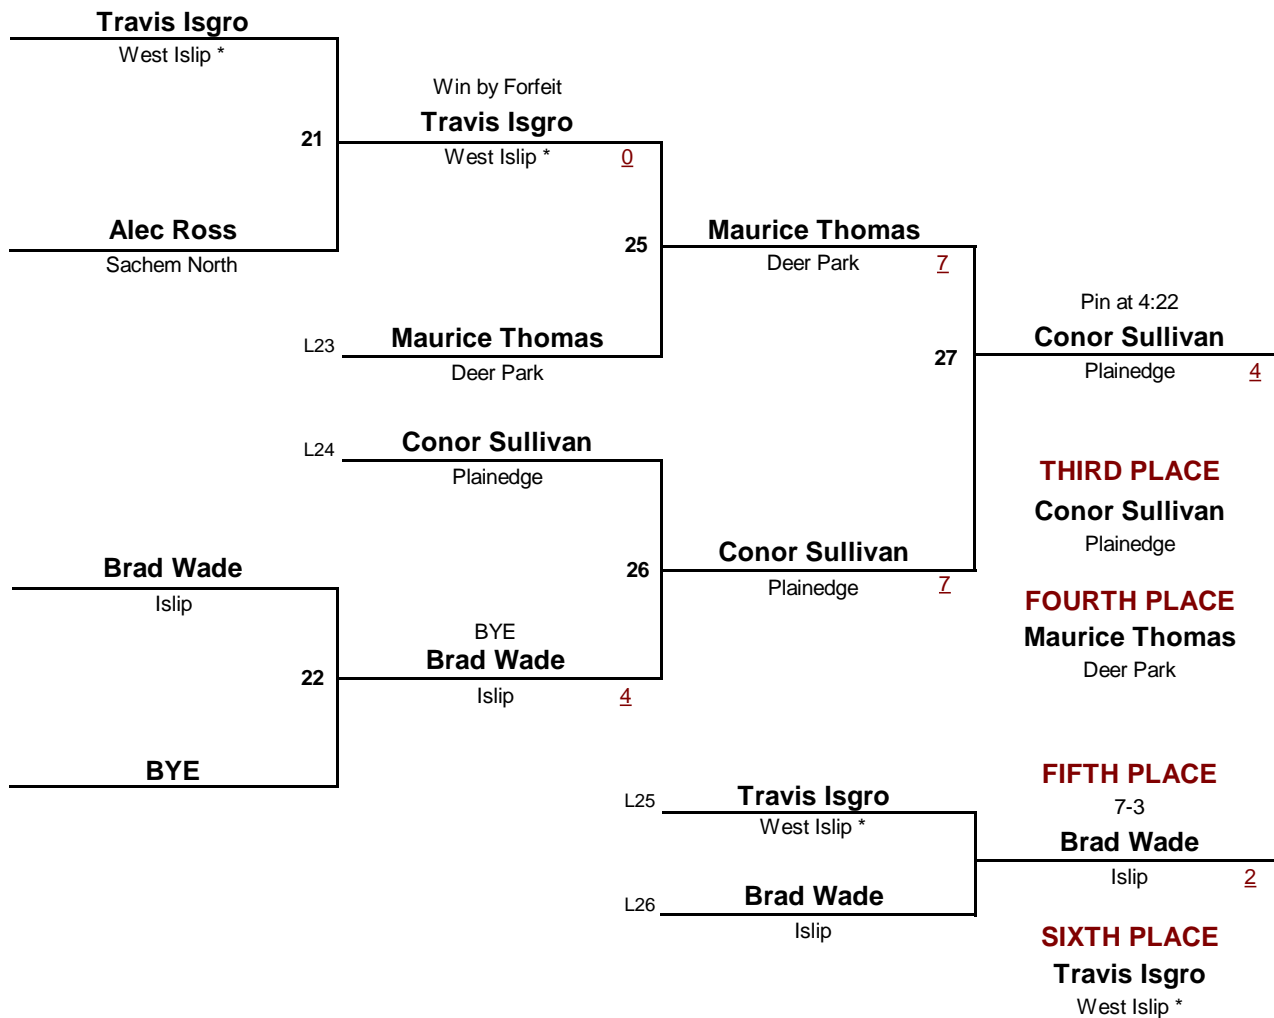 Travis Isgro
West Islip *
Win by Forfeit
21
Travis Isgro
West Islip *
0
Alec Ross
Sachem North
25
Maurice Thomas
Deer Park
7
L23
Maurice Thomas
Deer Park
27
Pin at 4:22
Conor Sullivan
Plainedge
4
L24
Conor Sullivan
Plainedge
THIRD PLACE
Conor Sullivan
Plainedge
Brad Wade
Islip
26
Conor Sullivan
Plainedge
7
FOURTH PLACE
Maurice Thomas
Deer Park
22
BYE
Brad Wade
Islip
4
BYE
L25
Travis Isgro
West Islip *
FIFTH PLACE
7-3
Brad Wade
Islip
2
L26
Brad Wade
Islip
SIXTH PLACE
Travis Isgro
West Islip *